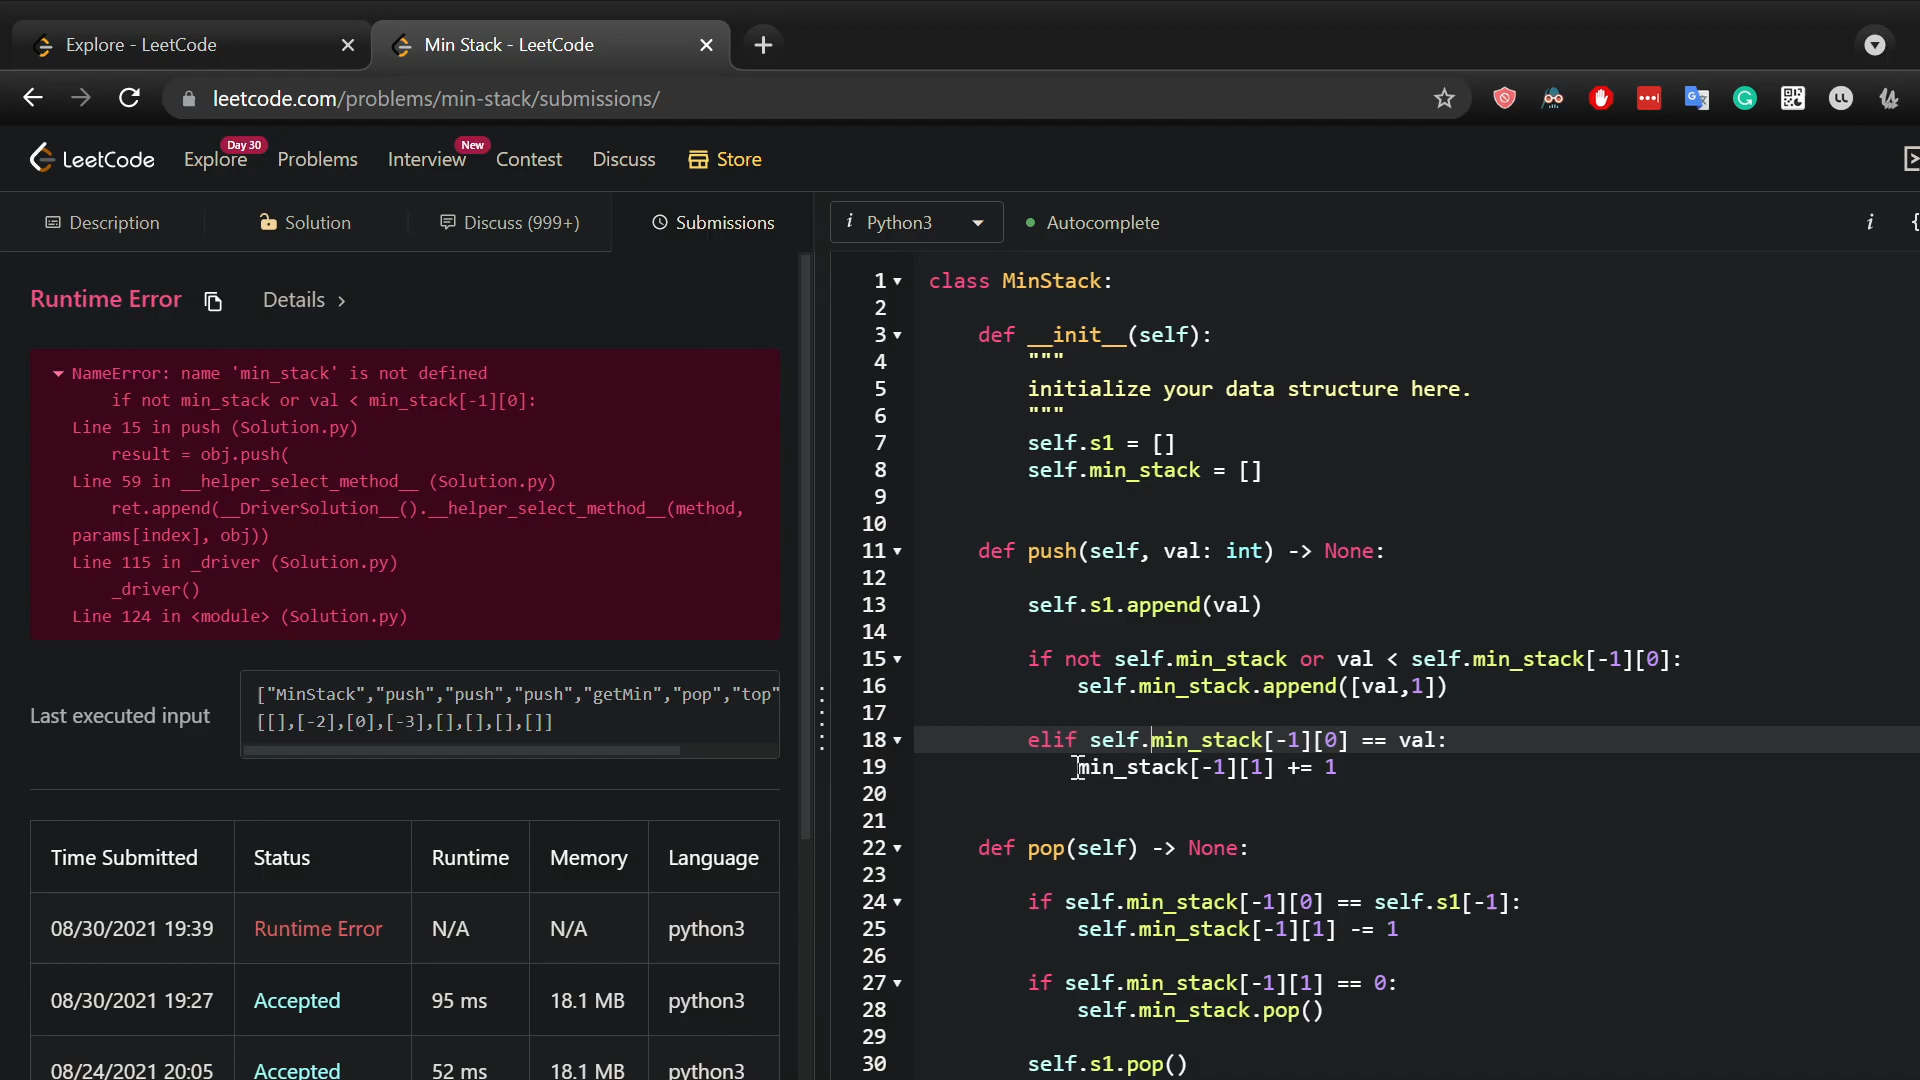 Explore - LeetCode
Min Stack - LeetCode
leetcode.com/problems/min-stack/submissions/
LeetCode
Explore
Day 30
Problems
Interview
New
Contest
Discuss
Store
Description
Solution
Discuss (999+)
Submissions
i Python3
Autocomplete
i {
Runtime Error
Details >
NameError: name 'min_stack' is not defined
if not min_stack or val < min_stack[-1][0]:
Line 15 in push (Solution.py)
result = obj.push(
Line 59 in __helper_select_method__ (Solution.py)
ret.append(__DriverSolution__().__helper_select_method__(method,
params[index], obj))
Line 115 in _driver (Solution.py)
_driver()
Line 124 in <module> (Solution.py)
Last executed input
["MinStack","push","push","push","getMin","pop","top"
[[],[-2],[0],[-3],[],[],[],[]]
Time Submitted Status Runtime Memory Language
08/30/2021 19:39 Runtime Error N/A N/A python3
08/30/2021 19:27 Accepted 95 ms 18.1 MB python3
08/24/2021 20:05 Accepted 52 ms 18.1 MB python3
1 class MinStack:
2
3 def __init__(self):
4 """
5 initialize your data structure here.
6 """
7 self.s1 = []
8 self.min_stack = []
9
10
11 def push(self, val: int) -> None:
12
13 self.s1.append(val)
14
15 if not self.min_stack or val < self.min_stack[-1][0]:
16 self.min_stack.append([val,1])
17
18 elif self.min_stack[-1][0] == val:
19 min_stack[-1][1] += 1
20
21
22 def pop(self) -> None:
23
24 if self.min_stack[-1][0] == self.s1[-1]:
25 self.min_stack[-1][1] -= 1
26
27 if self.min_stack[-1][1] == 0:
28 self.min_stack.pop()
29
30 self.s1.pop()